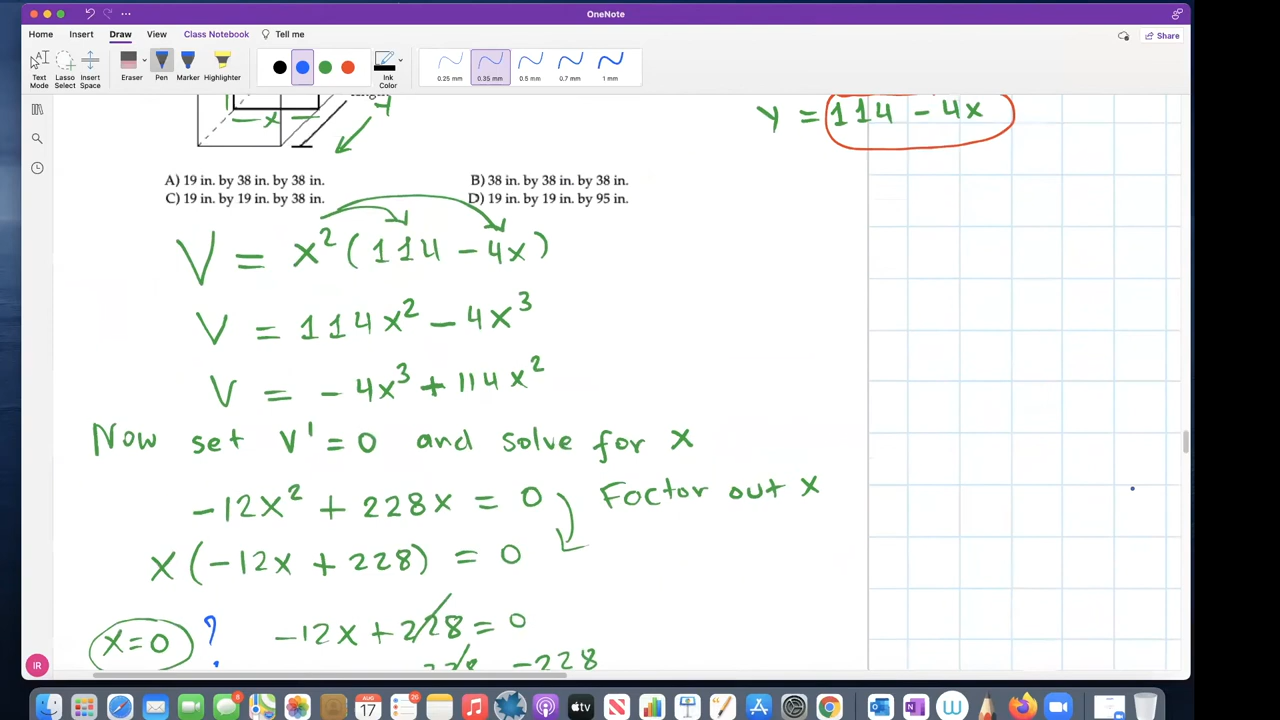 OneNote
Home Insert Draw View Class Notebook Tell me
Share
Text Mode
Lasso Select
Insert Space
Eraser
Pen
Marker
Highlighter
0.25 mm 0.35 mm 0.5 mm 0.7 mm 1 mm
Ink Color
y = 114 - 4x
x
A) 19 in. by 38 in. by 38 in. B) 38 in. by 38 in. by 38 in.
C) 19 in. by 19 in. by 38 in. D) 19 in. by 19 in. by 95 in.
V = x² (114 - 4x)
V = 114x² - 4x³
V = - 4x³ + 114x²
Now set V' = 0 and solve for x
-12x² + 228x = 0 Factor out x
x (-12x + 228) = 0
x = 0 ? -12x + 228 = 0
-228
IR
8
AUG 17
26
tv